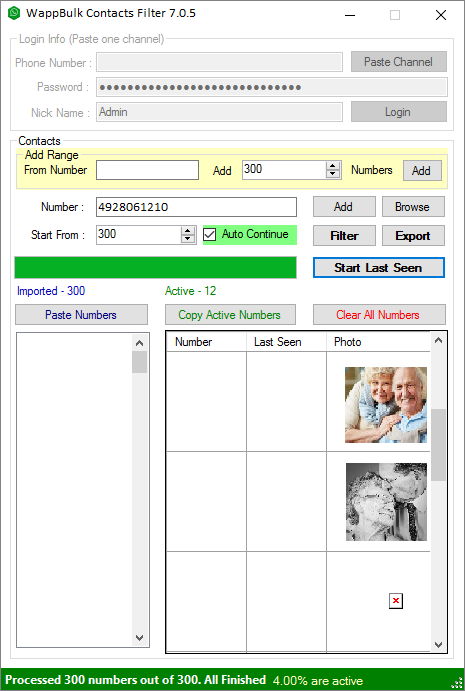 WappBulk Contacts Filter 7.0.5
Login Info (Paste one channel)
Phone Number :
Paste Channel
Password : ●●●●●●●●●●●●●●●●●●●●●●●●●●●●●
Nick Name : Admin
Login
Contacts
Add Range
From Number Add 300 Numbers Add
Number : 4928061210 Add Browse
Start From : 300 Auto Continue Filter Export
Start Last Seen
Imported - 300 Active - 12
Paste Numbers Copy Active Numbers Clear All Numbers
Number Last Seen Photo
Processed 300 numbers out of 300. All Finished 4.00% are active